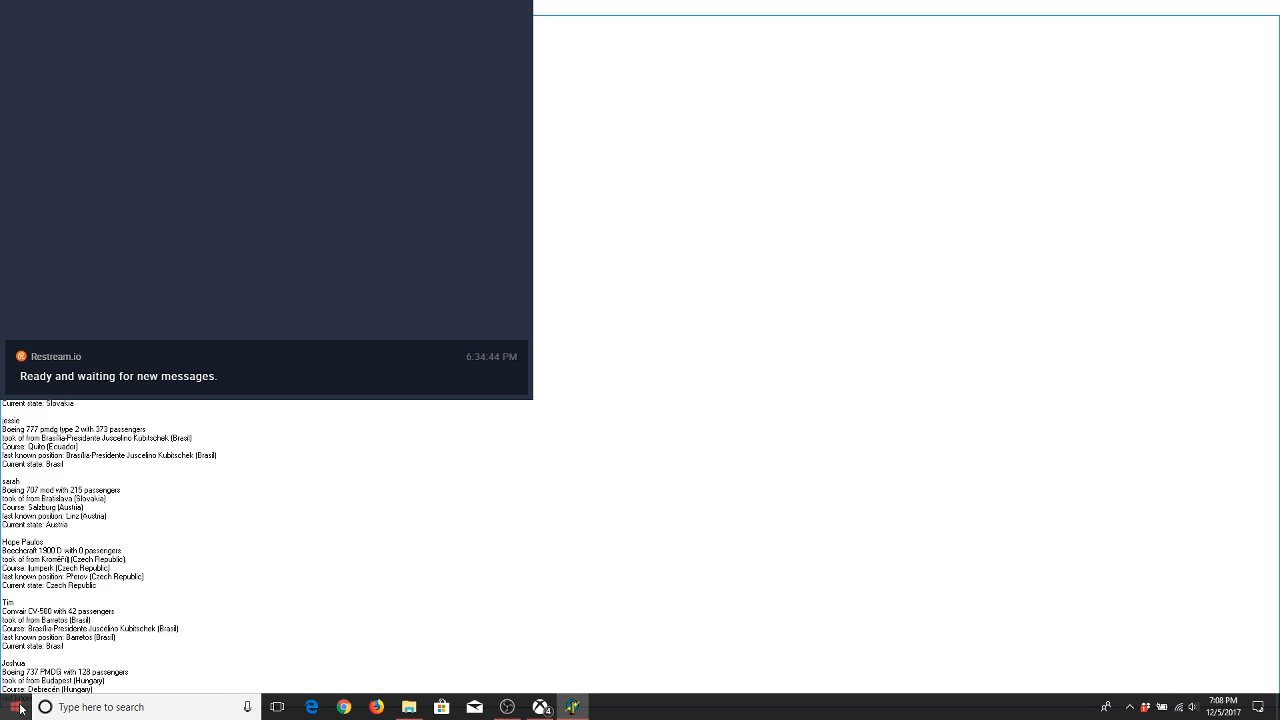 Restream.io
6:34:44 PM
Ready and waiting for new messages.
Current state: Slovakia
jessie
Boeing 777 pmdg type 2 with 373 passengers
took of from Brasília-Presidente Juscelino Kubitschek (Brasil)
Course: Quito (Ecuador)
last known position: Brasília-Presidente Juscelino Kubitschek (Brasil)
Current state: Brasil
sarah
Boeing 707 mod with 215 passengers
took of from Bratislava (Slovakia)
Course: Salzburg (Austria)
last known position: Linz (Austria)
Current state: Austria
Hope Paulos
Beechcraft 1900 D with 0 passengers
took of from (Czech Republic)
Course: (Czech Republic)
last known position: Přerov (Czech Republic)
Current state: Czech Republic
Tim
Convair CV-580 with 42 passengers
took of from Barretos (Brasil)
Course: Brasília-Presidente Juscelino Kubitschek (Brasil)
last known position: Barretos (Brasil)
Current state: Brasil
Joshua
Boeing 737 PMDG with 128 passengers
took of from Budapest (Hungary)
Course: Debrecén (Hungary)
Type here to search
4
7:08 PM
12/5/2017